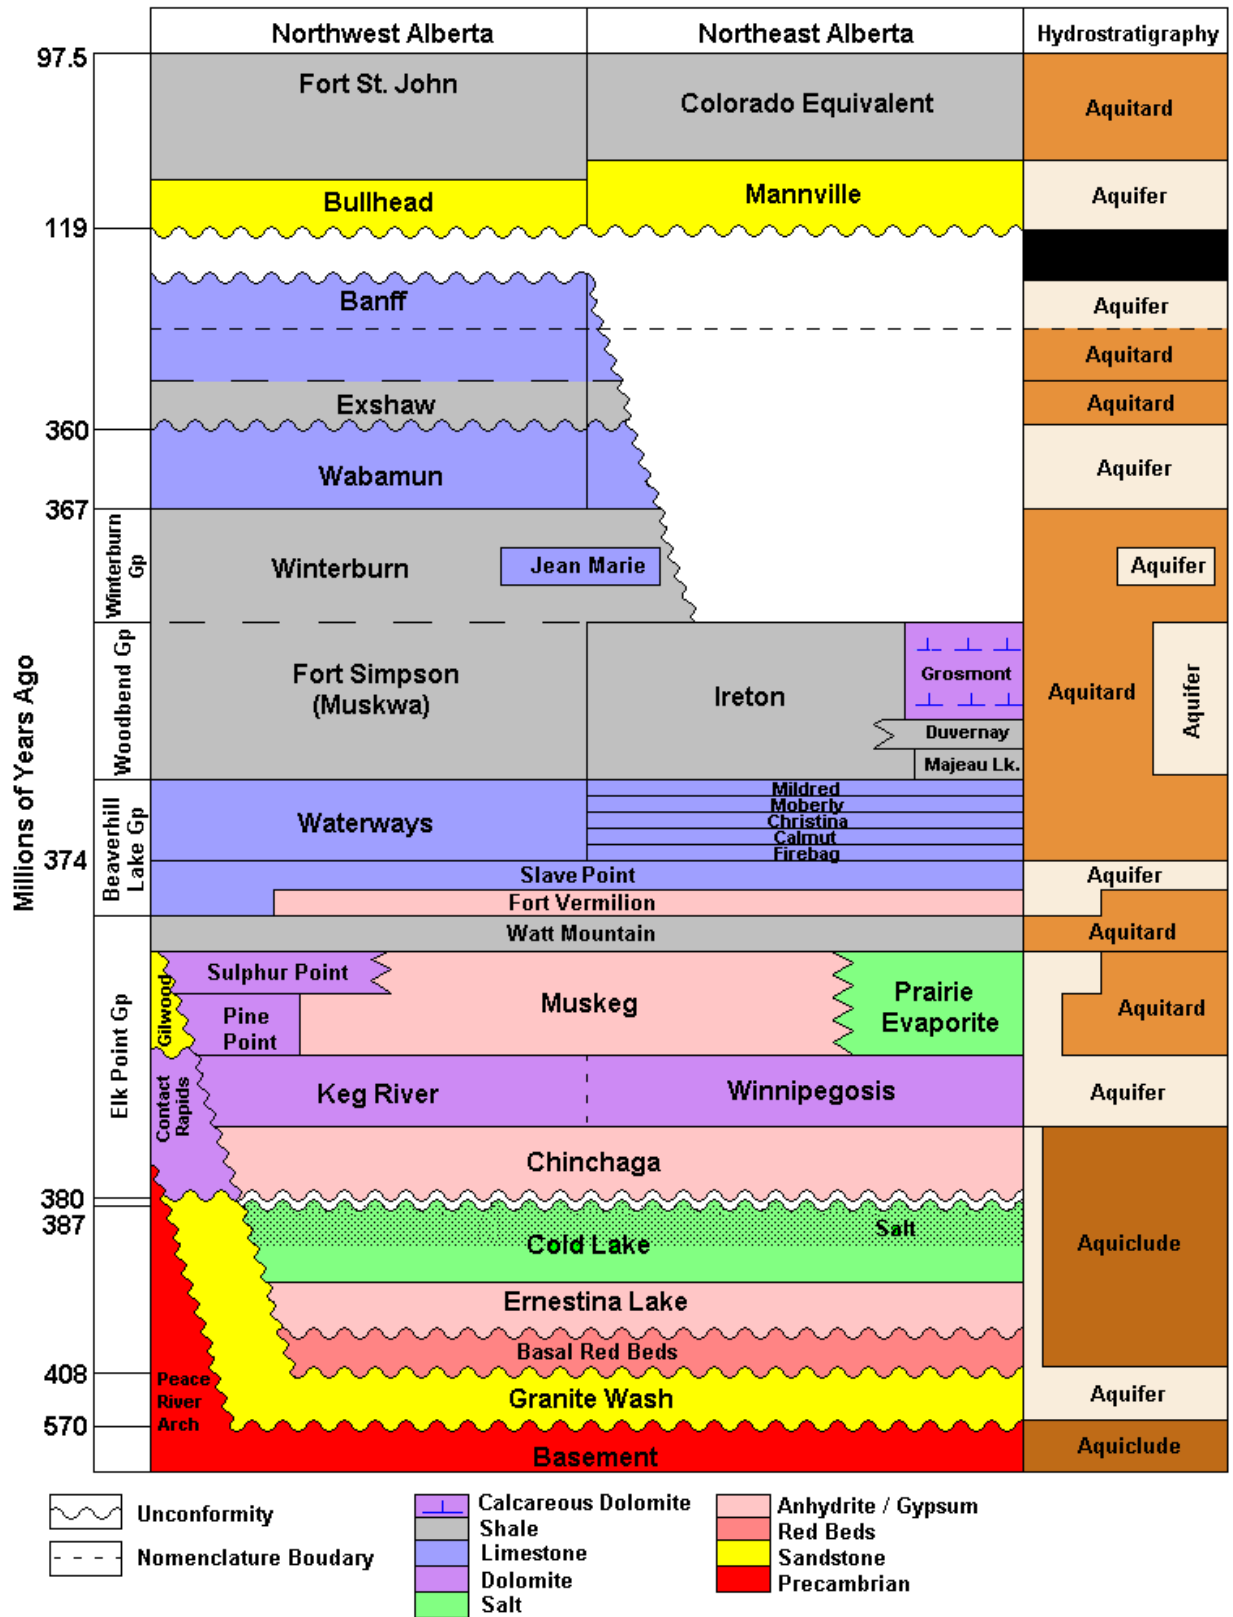 Northwest Alberta
Northeast Alberta
Hydrostratigraphy
97.5
Fort St. John
Colorado Equivalent
Aquitard
Bullhead
Mannville
Aquifer
119
Banff
Aquifer
Aquitard
Exshaw
Aquitard
360
Wabamun
Aquifer
367
Winterburn
Gp
Winterburn
Jean Marie
Aquifer
Woodbend Gp
Fort Simpson
(Muskwa)
Ireton
Grosmont
Duvernay
Majeau Lk.
Aquitard
Aquifer
Millions of Years Ago
Beaverhill
Lake Gp
Waterways
Mildred
Moberly
Christina
Calmut
Firebag
374
Slave Point
Aquifer
Fort Vermilion
Watt Mountain
Aquitard
Elk Point Gp
Gilwood
Sulphur Point
Pine
Point
Muskeg
Prairie
Evaporite
Aquitard
Contact
Rapids
Keg River
Winnipegosis
Aquifer
Chinchaga
380
387
Salt
Cold Lake
Aquiclude
Ernestina Lake
Basal Red Beds
408
Peace
River
Arch
Granite Wash
Aquifer
570
Basement
Aquiclude
Unconformity
Nomenclature Boudary
Calcareous Dolomite
Shale
Limestone
Dolomite
Salt
Anhydrite / Gypsum
Red Beds
Sandstone
Precambrian